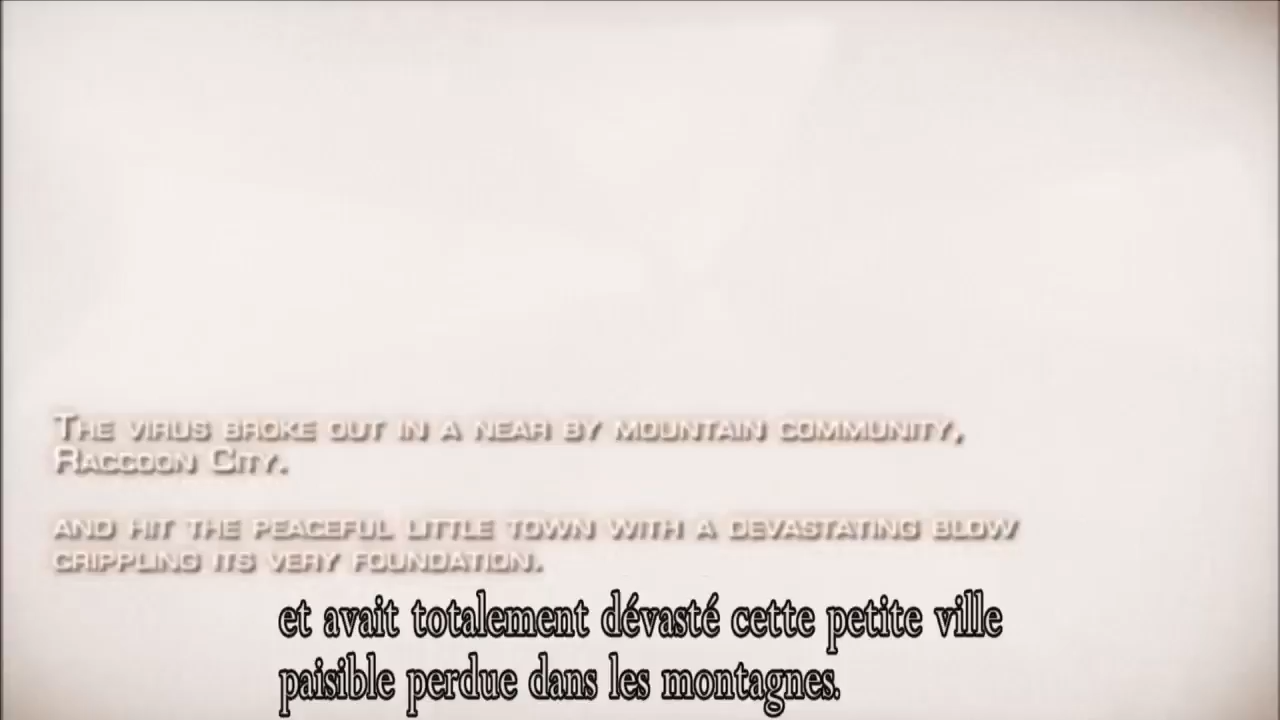 The virus broke out in a near by mountain community,
Raccoon City.
and hit the peaceful little town with a devastating blow
crippling its very foundation.
et avait totalement dévasté cette petite ville
paisible perdue dans les montagnes.